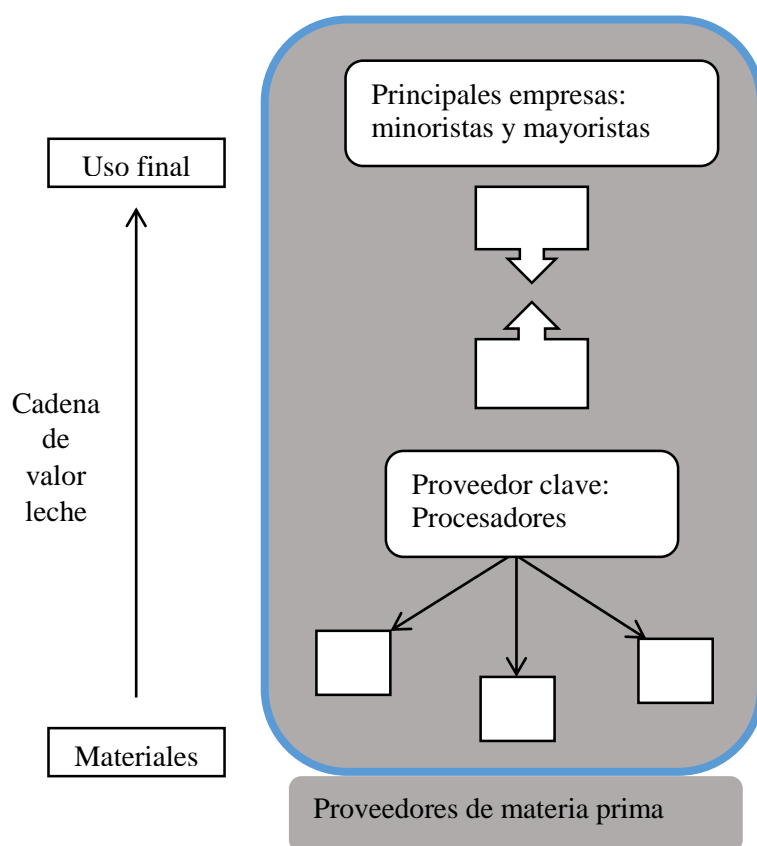 Principales empresas:
minoristas y mayoristas
Uso final
Cadena
de
valor
leche
Proveedor clave:
Procesadores
Materiales
Proveedores de materia prima